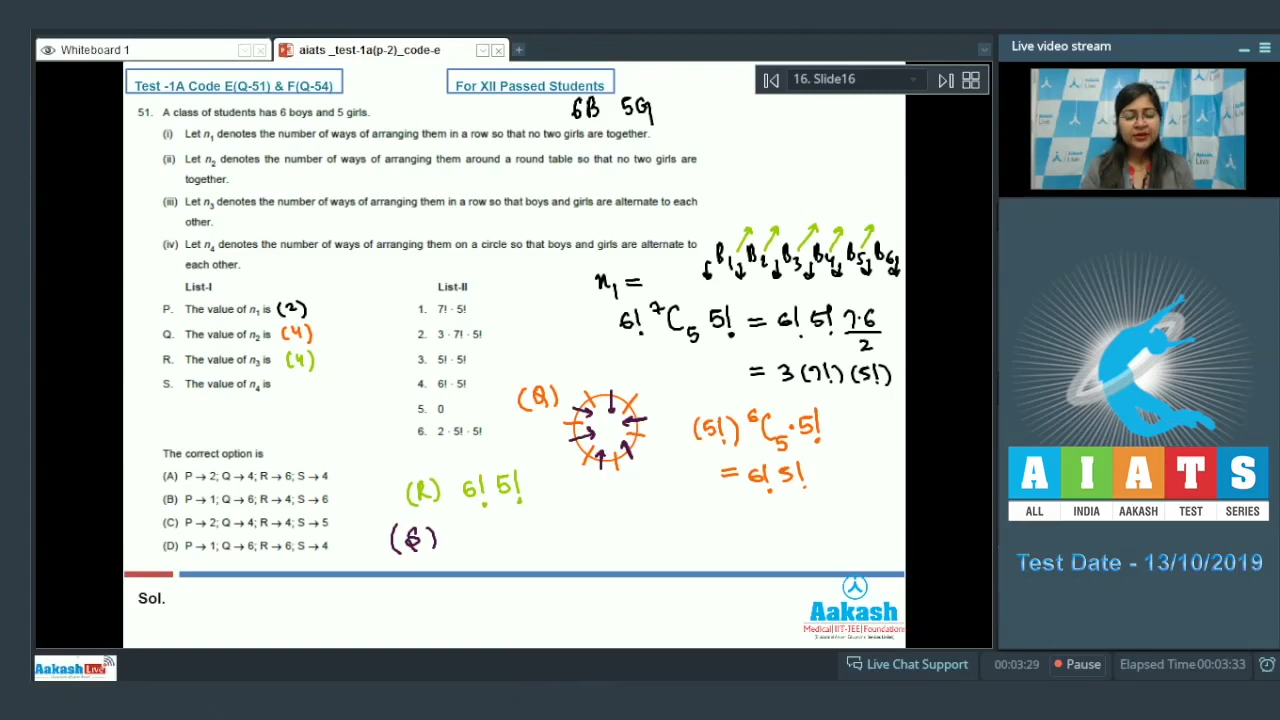 Whiteboard 1
aiats _test-1a(p-2)_code-e
Live video stream
Test -1A Code E(Q-51) & F(Q-54)
For XII Passed Students
16. Slide16
6B 5G
51. A class of students has 6 boys and 5 girls.
(i) Let n₁ denotes the number of ways of arranging them in a row so that no two girls are together.
(ii) Let n₂ denotes the number of ways of arranging them around a round table so that no two girls are
together.
(iii) Let n₃ denotes the number of ways of arranging them in a row so that boys and girls are alternate to each
other.
(iv) Let n₄ denotes the number of ways of arranging them on a circle so that boys and girls are alternate to
each other.
B₁ B₂ B₃ B₄ B₅ B₆
n₁ =
6! ⁷C₅ 5! = 6! 5! 7·6/2
= 3 (7!) (5!)
List-I
List-II
P. The value of n₁ is (2)
1. 7! · 5!
Q. The value of n₂ is (4)
2. 3 · 7! · 5!
R. The value of n₃ is (4)
3. 5! · 5!
S. The value of n₄ is
4. 6! · 5!
5. 0
6. 2 · 5! · 5!
(Q)
(5!) ⁶C₅ · 5!
= 6! 5!
The correct option is
(A) P → 2; Q → 4; R → 6; S → 4
(B) P → 1; Q → 6; R → 4; S → 6
(C) P → 2; Q → 4; R → 4; S → 5
(D) P → 1; Q → 6; R → 6; S → 4
(R) 6! 5!
(S)
Sol.
Aakash
Medical|IIT-JEE|Foundations
AIATS
ALL INDIA AAKASH TEST SERIES
Test Date - 13/10/2019
Aakash Live
Live Chat Support
00:03:29
Pause
Elapsed Time 00:03:33